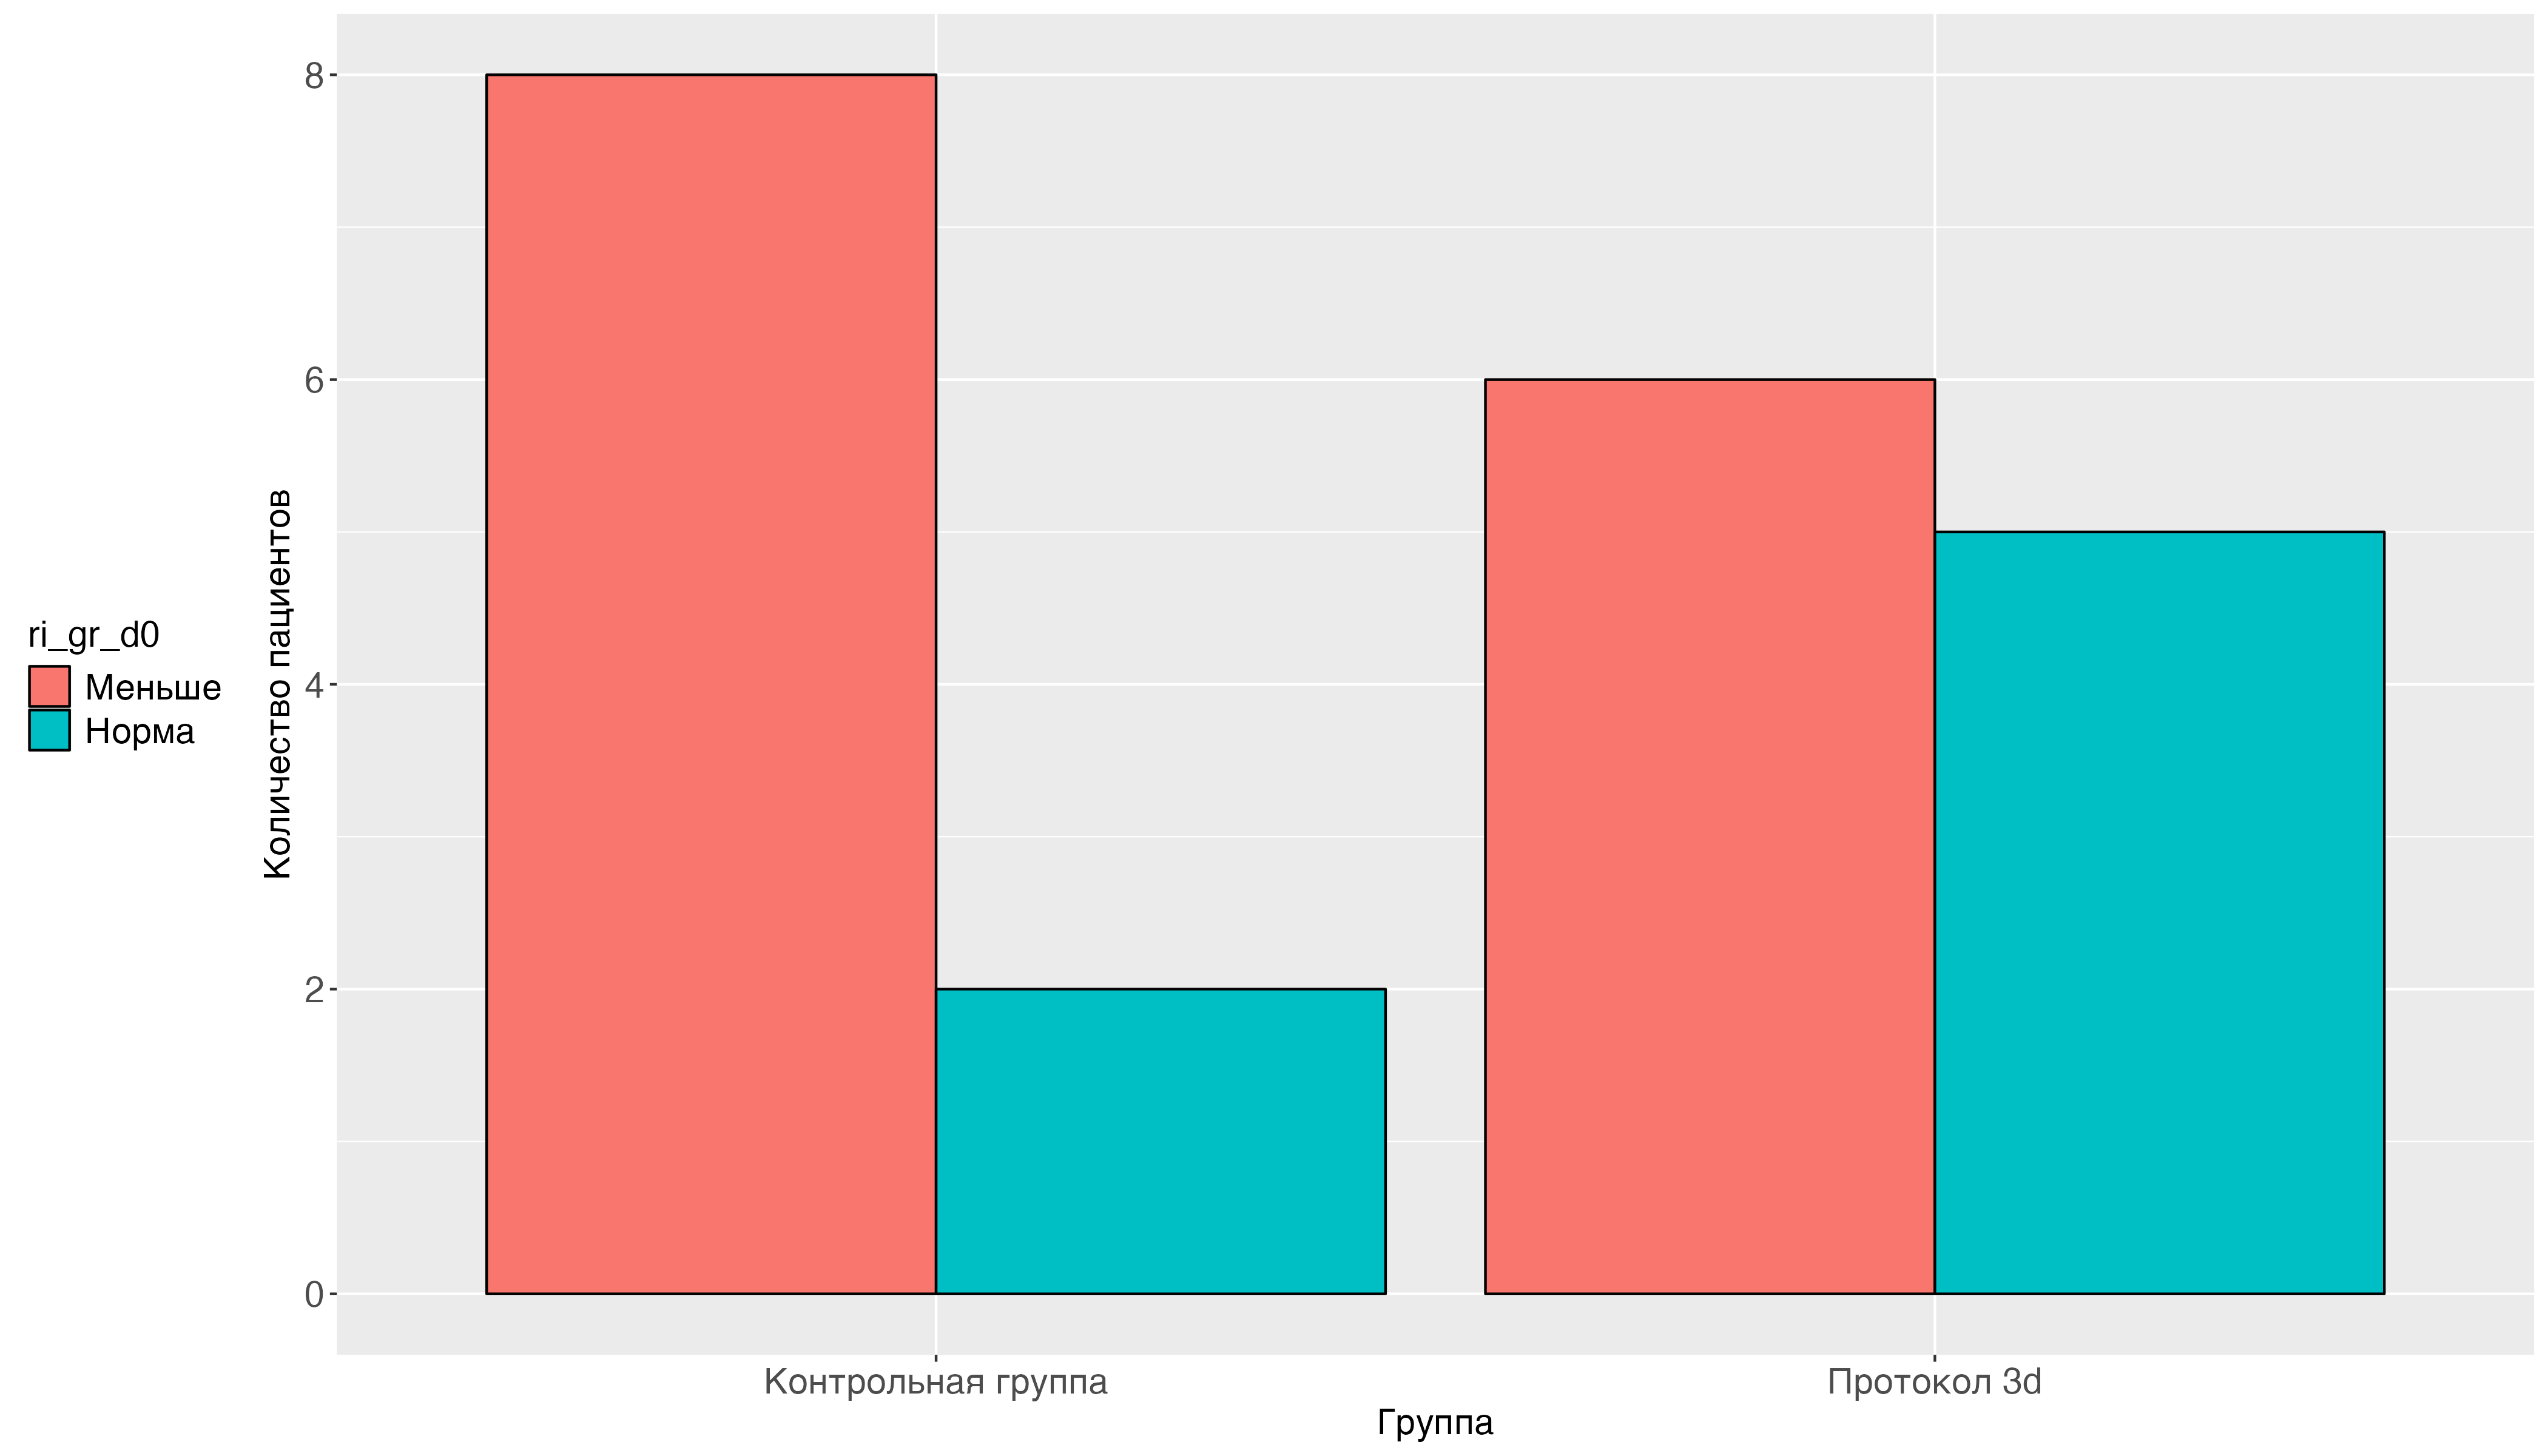 ri_gr_d0
Меньше
Норма
Количество пациентов
8
6
4
2
0
Контрольная группа
Протокол 3d
Группа